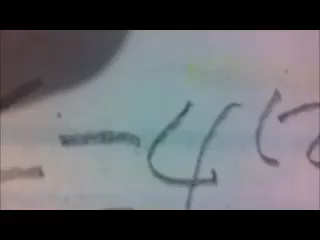 = -4(